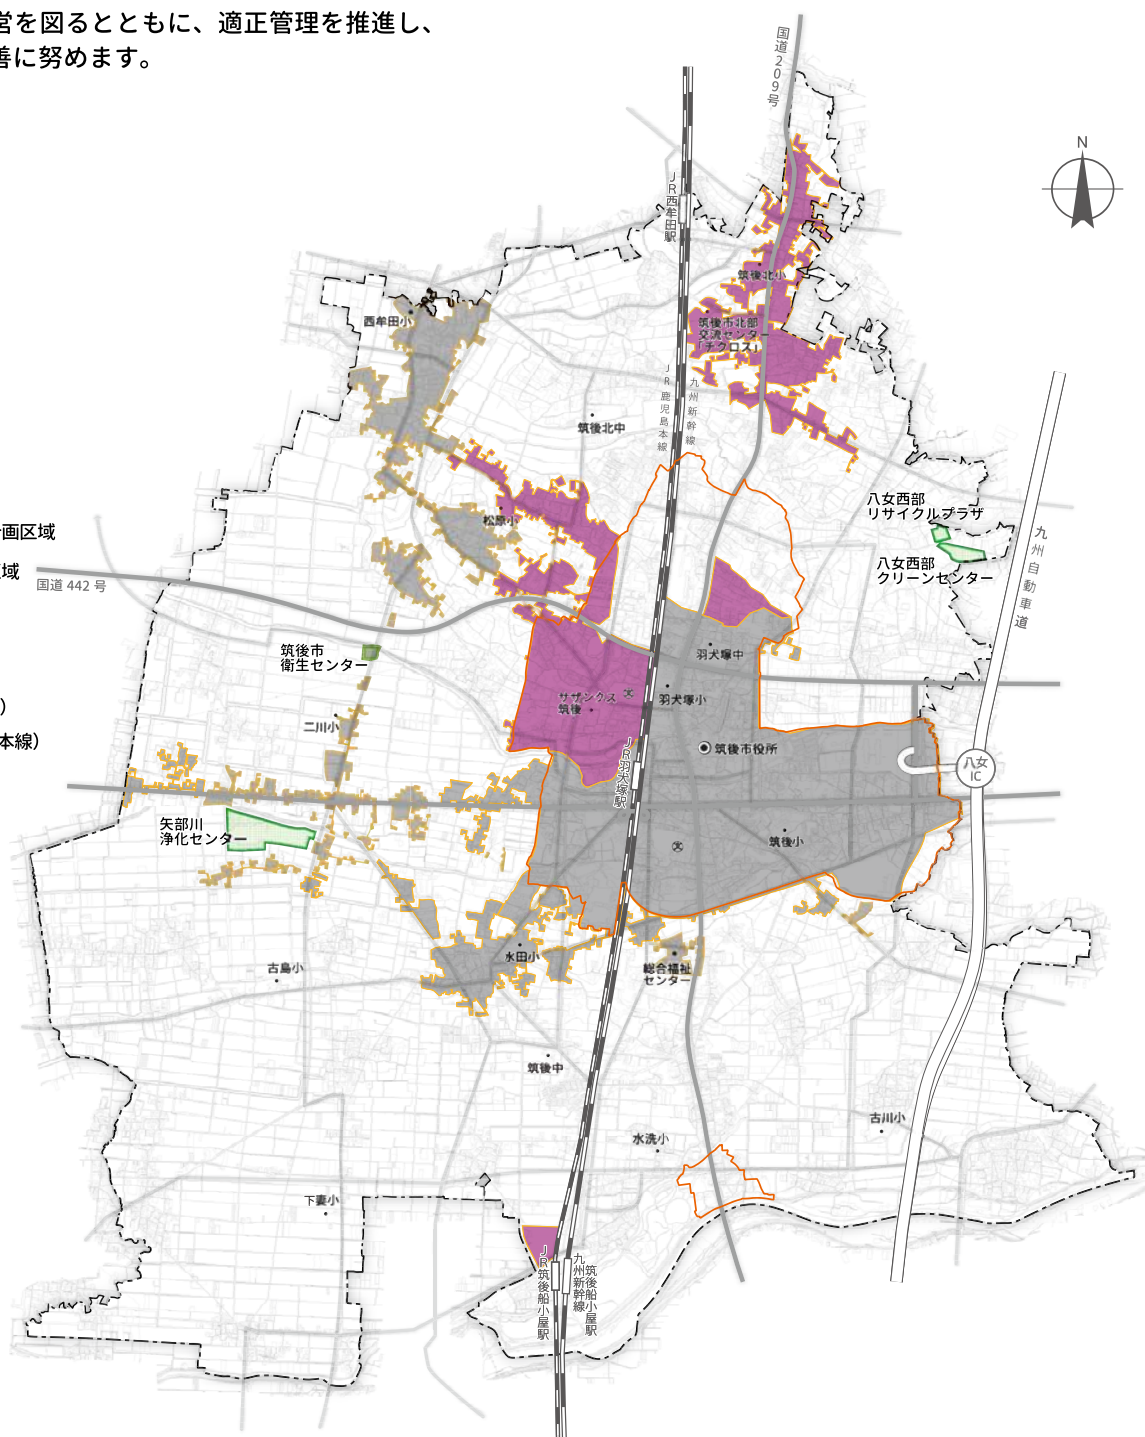 営を図るとともに、適正管理を推進し、
善に努めます。
国道209号
N
JR西牟田駅
筑後北小
西牟田小
筑後市北部
交流センター
「チクロス」
JR鹿児島本線
九州新幹線
筑後北中
八女西部
リサイクルプラザ
松原小
画区域
九州自動車道
八女西部
クリーンセンター
域
国道 442 号
筑後市
衛生センター
羽犬塚中
サザンクス
筑後
羽犬塚小
)
二川小
本線)
JR羽犬塚駅
筑後市役所
八女
IC
矢部川
浄化センター
文
筑後小
水田小
総合福祉
センター
古島小
筑後中
古川小
水洗小
下妻小
JR筑後船小屋駅
九州新幹線
筑後船小屋駅